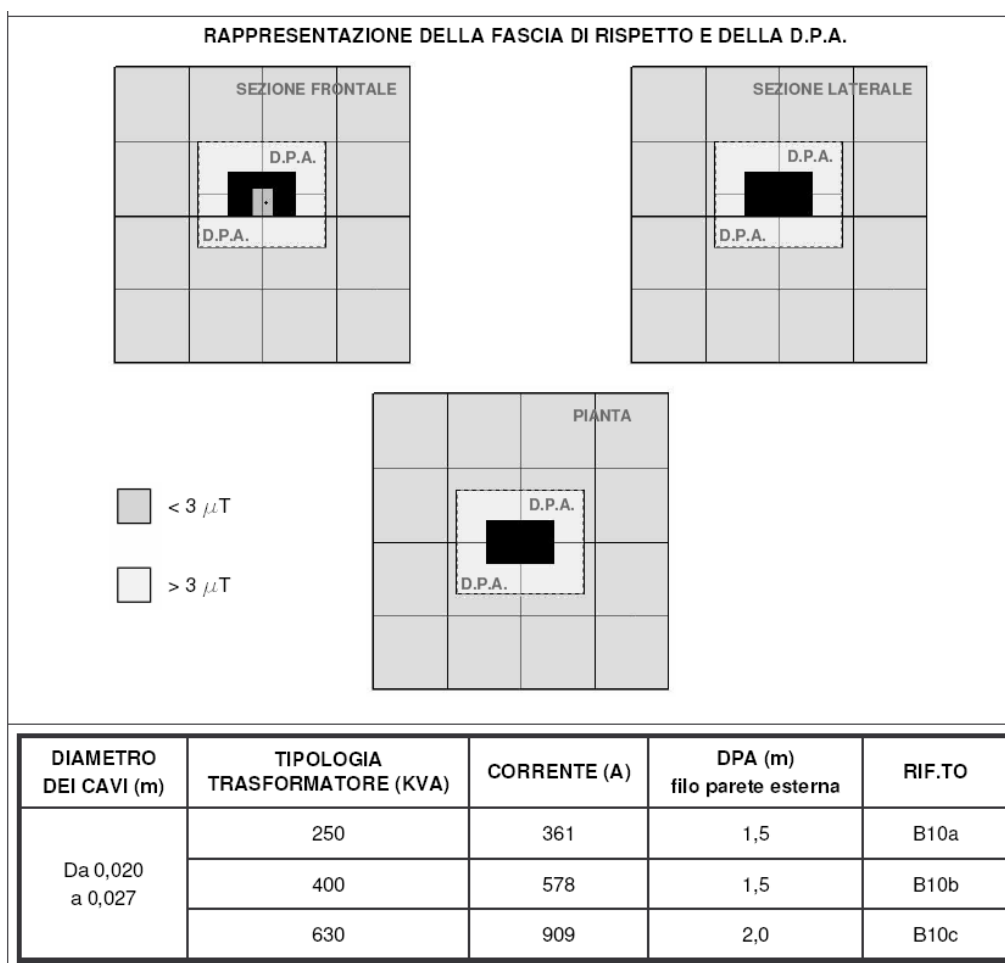 RAPPRESENTAZIONE DELLA FASCIA DI RISPETTO E DELLA D.P.A.
SEZIONE FRONTALE
D.P.A.
D.P.A.
SEZIONE LATERALE
D.P.A.
D.P.A.
PIANTA
D.P.A.
D.P.A.
< 3 μT
> 3 μT
DIAMETRO
DEI CAVI (m)
TIPOLOGIA
TRASFORMATORE (KVA)
CORRENTE (A)
DPA (m)
filo parete esterna
RIF.TO
Da 0,020
a 0,027
250 361 1,5 B10a
400 578 1,5 B10b
630 909 2,0 B10c